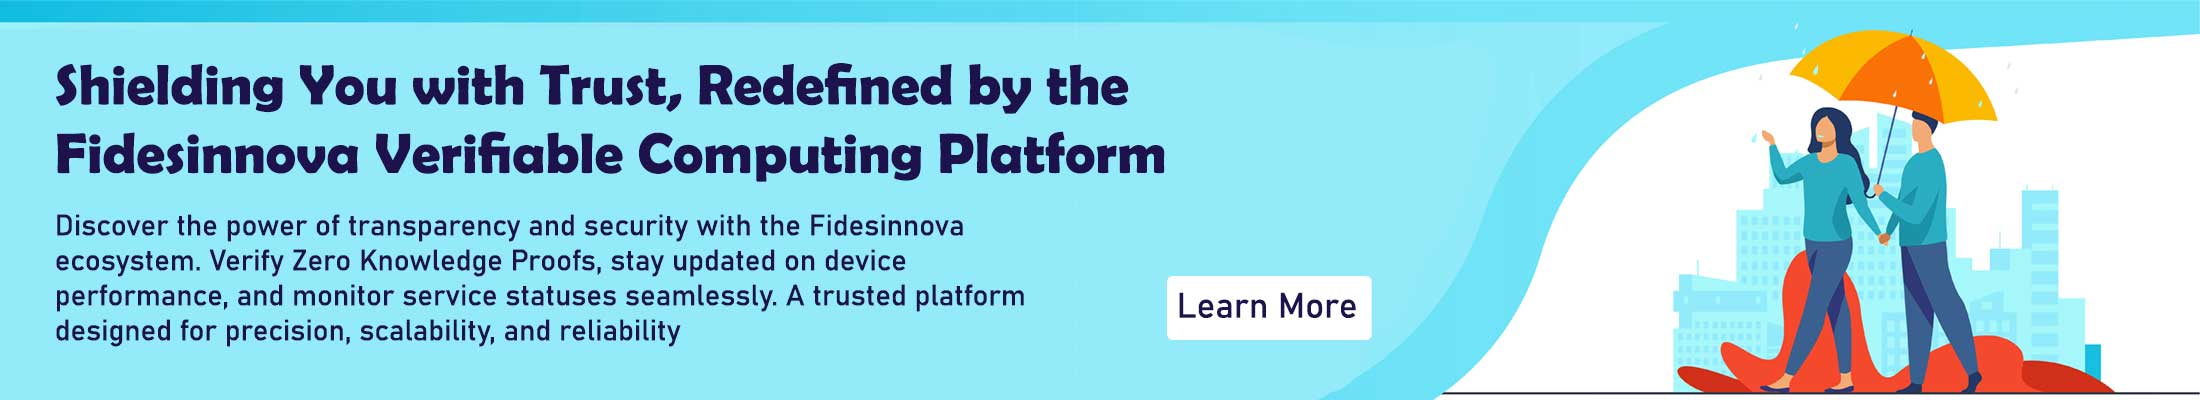 Shielding You with Trust, Redefined by the
Fidesinnova Verifiable Computing Platform
Discover the power of transparency and security with the Fidesinnova
ecosystem. Verify Zero Knowledge Proofs, stay updated on device
performance, and monitor service statuses seamlessly. A trusted platform
designed for precision, scalability, and reliability
Learn More